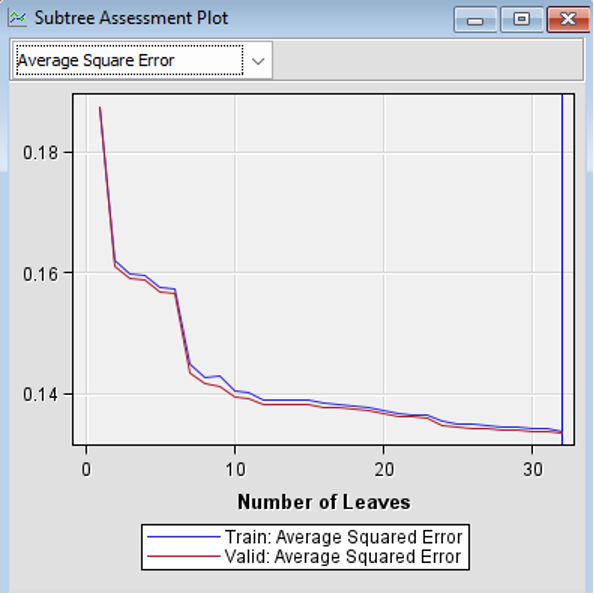 Subtree Assessment Plot
Average Square Error
0.18
0.16
0.14
0 10 20 30
Number of Leaves
Train: Average Squared Error
Valid: Average Squared Error